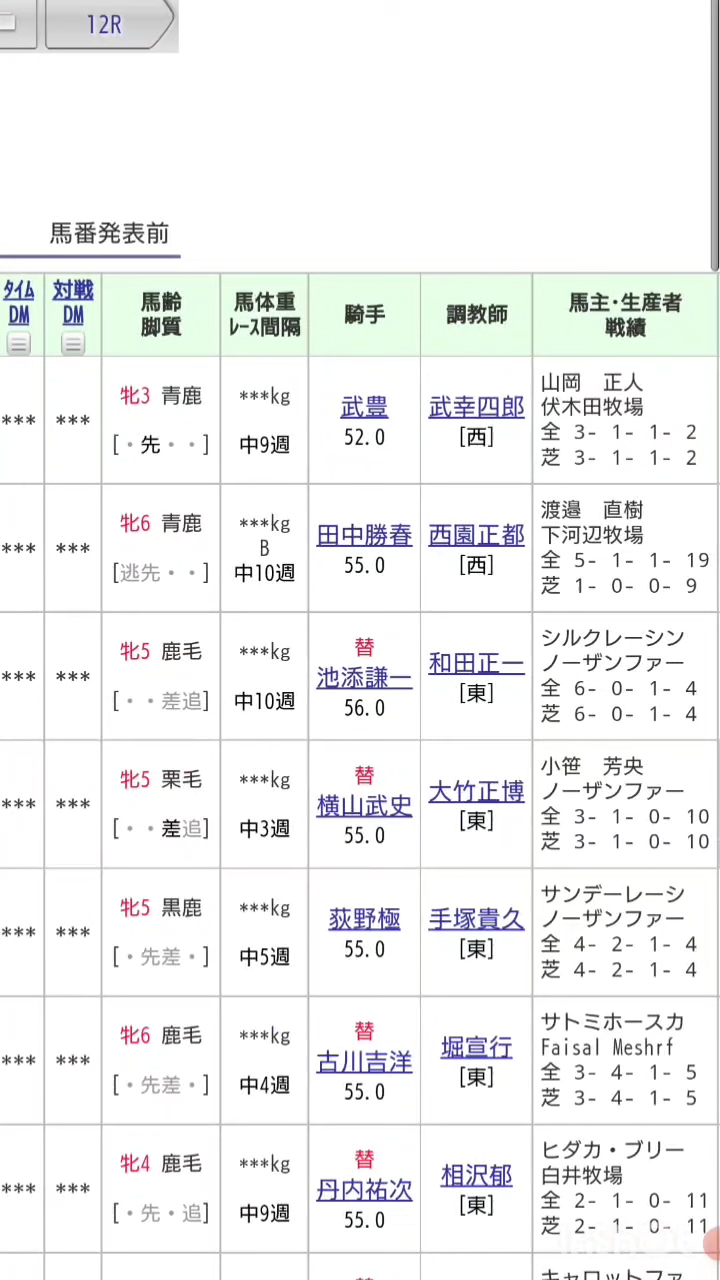 12R
馬番発表前
ﾀｲﾑ DM 対戦 DM 馬齢 脚質 馬体重 ﾚｰｽ間隔 騎手 調教師 馬主・生産者 戦績
*** *** 牝3 青鹿 [・先・・] ***kg 中9週 武豊 52.0 武幸四郎 [西] 山岡 正人 伏木田牧場 全 3- 1- 1- 2 芝 3- 1- 1- 2
*** *** 牝6 青鹿 [逃先・・] ***kg B 中10週 田中勝春 55.0 西園正都 [西] 渡邉 直樹 下河辺牧場 全 5- 1- 1- 19 芝 1- 0- 0- 9
*** *** 牝5 鹿毛 [・・差追] ***kg 中10週 替 池添謙一 56.0 和田正一 [東] シルクレーシン ノーザンファー 全 6- 0- 1- 4 芝 6- 0- 1- 4
*** *** 牝5 栗毛 [・・差追] ***kg 中3週 替 横山武史 55.0 大竹正博 [東] 小笹 芳央 ノーザンファー 全 3- 1- 0- 10 芝 3- 1- 0- 10
*** *** 牝5 黒鹿 [・先差・] ***kg 中5週 荻野極 55.0 手塚貴久 [東] サンデーレーシ ノーザンファー 全 4- 2- 1- 4 芝 4- 2- 1- 4
*** *** 牝6 鹿毛 [・先差・] ***kg 中4週 替 古川吉洋 55.0 堀宣行 [東] サトミホースカ Faisal Meshrf 全 3- 4- 1- 5 芝 3- 4- 1- 5
*** *** 牝4 鹿毛 [・先・追] ***kg 中9週 替 丹内祐次 55.0 相沢郁 [東] ヒダカ・ブリー 白井牧場 全 2- 1- 0- 11 芝 2- 1- 0- 11
替 キャロットファ